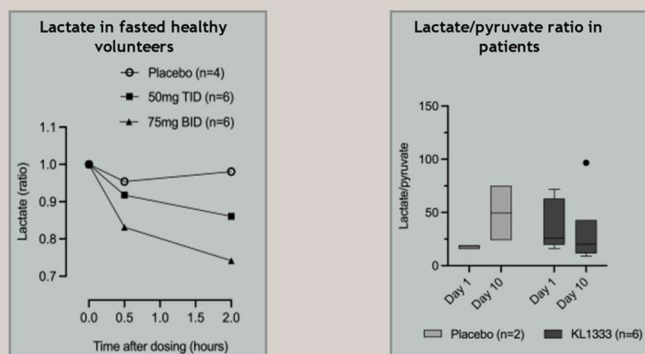 Lactate in fasted healthy
volunteers
Placebo (n=4)
50mg TID (n=6)
75mg BID (n=6)
Lactate (ratio)
1.1
1.0
0.9
0.8
0.7
0.0 0.5 1.0 1.5 2.0
Time after dosing (hours)
Lactate/pyruvate ratio in
patients
Lactate/pyruvate
150
100
50
0
Day 1 Day 10 Day 1 Day 10
Placebo (n=2) KL1333 (n=6)